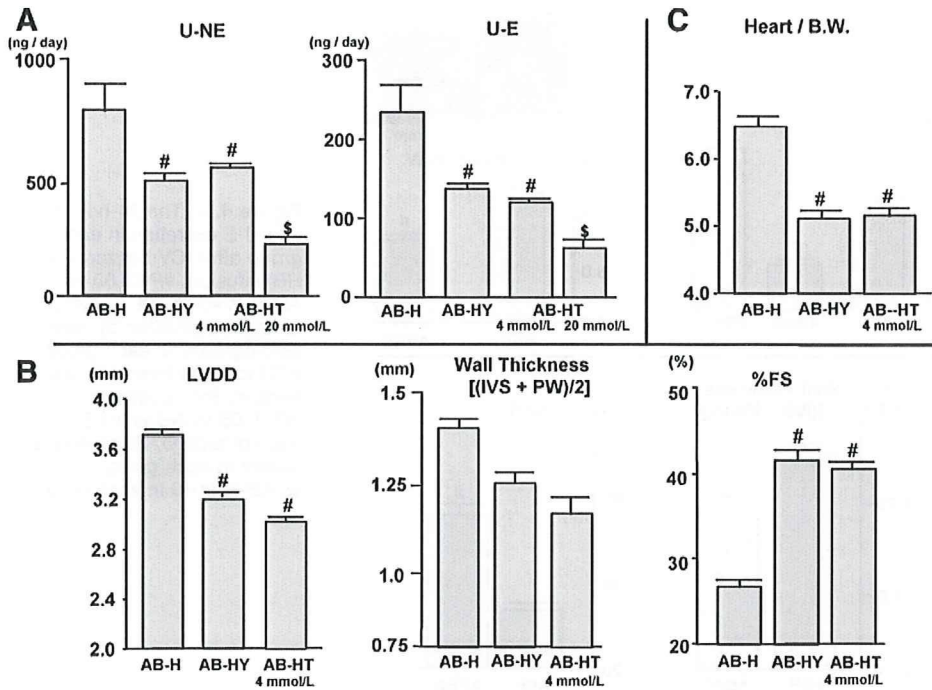 A
U-NE
(ng / day)
1000
500
0
#
#
$
AB-H
AB-HY
AB-HT
4 mmol/L
20 mmol/L
U-E
(ng / day)
300
200
100
0
#
#
$
AB-H
AB-HY
AB-HT
4 mmol/L
20 mmol/L
C
Heart / B.W.
7.0
6.0
5.0
4.0
#
#
AB-H
AB-HY
AB--HT
4 mmol/L
B
LVDD
(mm)
3.6
3.2
2.8
2.4
2.0
#
#
AB-H
AB-HY
AB-HT
4 mmol/L
Wall Thickness
[(IVS + PW)/2]
(mm)
1.5
1.25
1.0
0.75
AB-H
AB-HY
AB-HT
4 mmol/L
%FS
(%)
50
40
30
20
#
#
AB-H
AB-HY
AB-HT
4 mmol/L